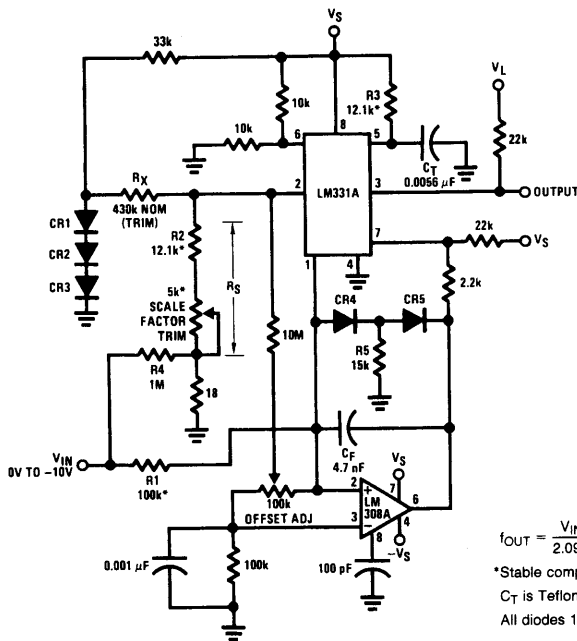 VS
33k
VL
10k
R3
12.1k*
22k
10k
6
8
5
CT
0.0056 µF
RX
2
LM331A
3
OUTPUT
430k NOM
(TRIM)
CR1
CR2
CR3
R2
12.1k*
RS
7
22k
VS
1
4
2.2k
5k*
SCALE
FACTOR
TRIM
CR4
CR5
10M
R5
15k
R4
1M
18
VIN
0V TO −10V
R1
100k*
CF
4.7 nF
VS
100k
2
+
7
LM
308A
6
OFFSET ADJ
3
−
4
8
−VS
0.001 µF
100k
100 pF
fOUT = VIN
2.09
*Stable comp
CT is Teflon
All diodes 1